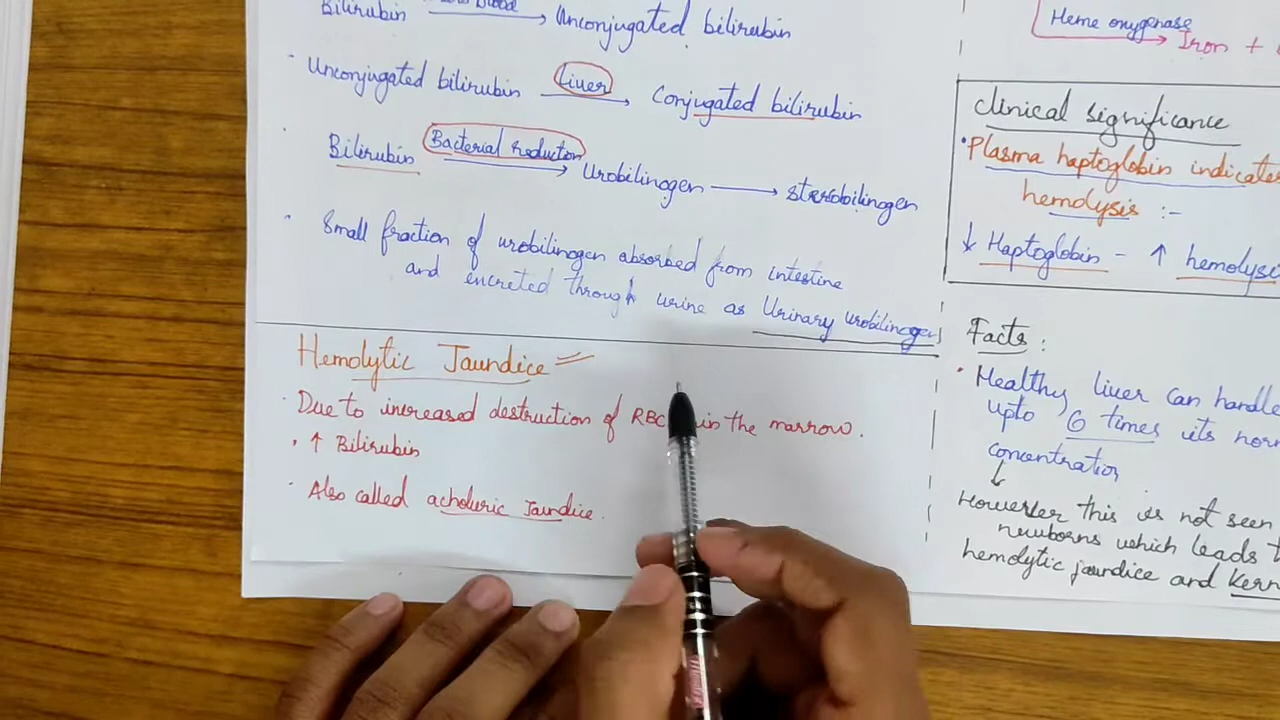 Bilirubin → Unconjugated bilirubin
Unconjugated bilirubin Liver → Conjugated bilirubin
Bilirubin Bacterial reduction → Urobilinogen → stercobilinogen
Small fraction of urobilinogen absorbed from intestine
and excreted through urine as Urinary urobilinogen
Hemolytic Jaundice
Due to increased destruction of RBC in the marrow.
↑ Bilirubin
Also called acholuric Jaundice.
Heme oxygenase
→ Iron +
Clinical significance
Plasma haptoglobin indicates
hemolysis :-
↓ Haptoglobin - ↑ hemolysis
Facts :
Healthy liver can handle
upto 6 times its
concentration
↓
However this is not seen
newborns which leads
hemolytic jaundice and